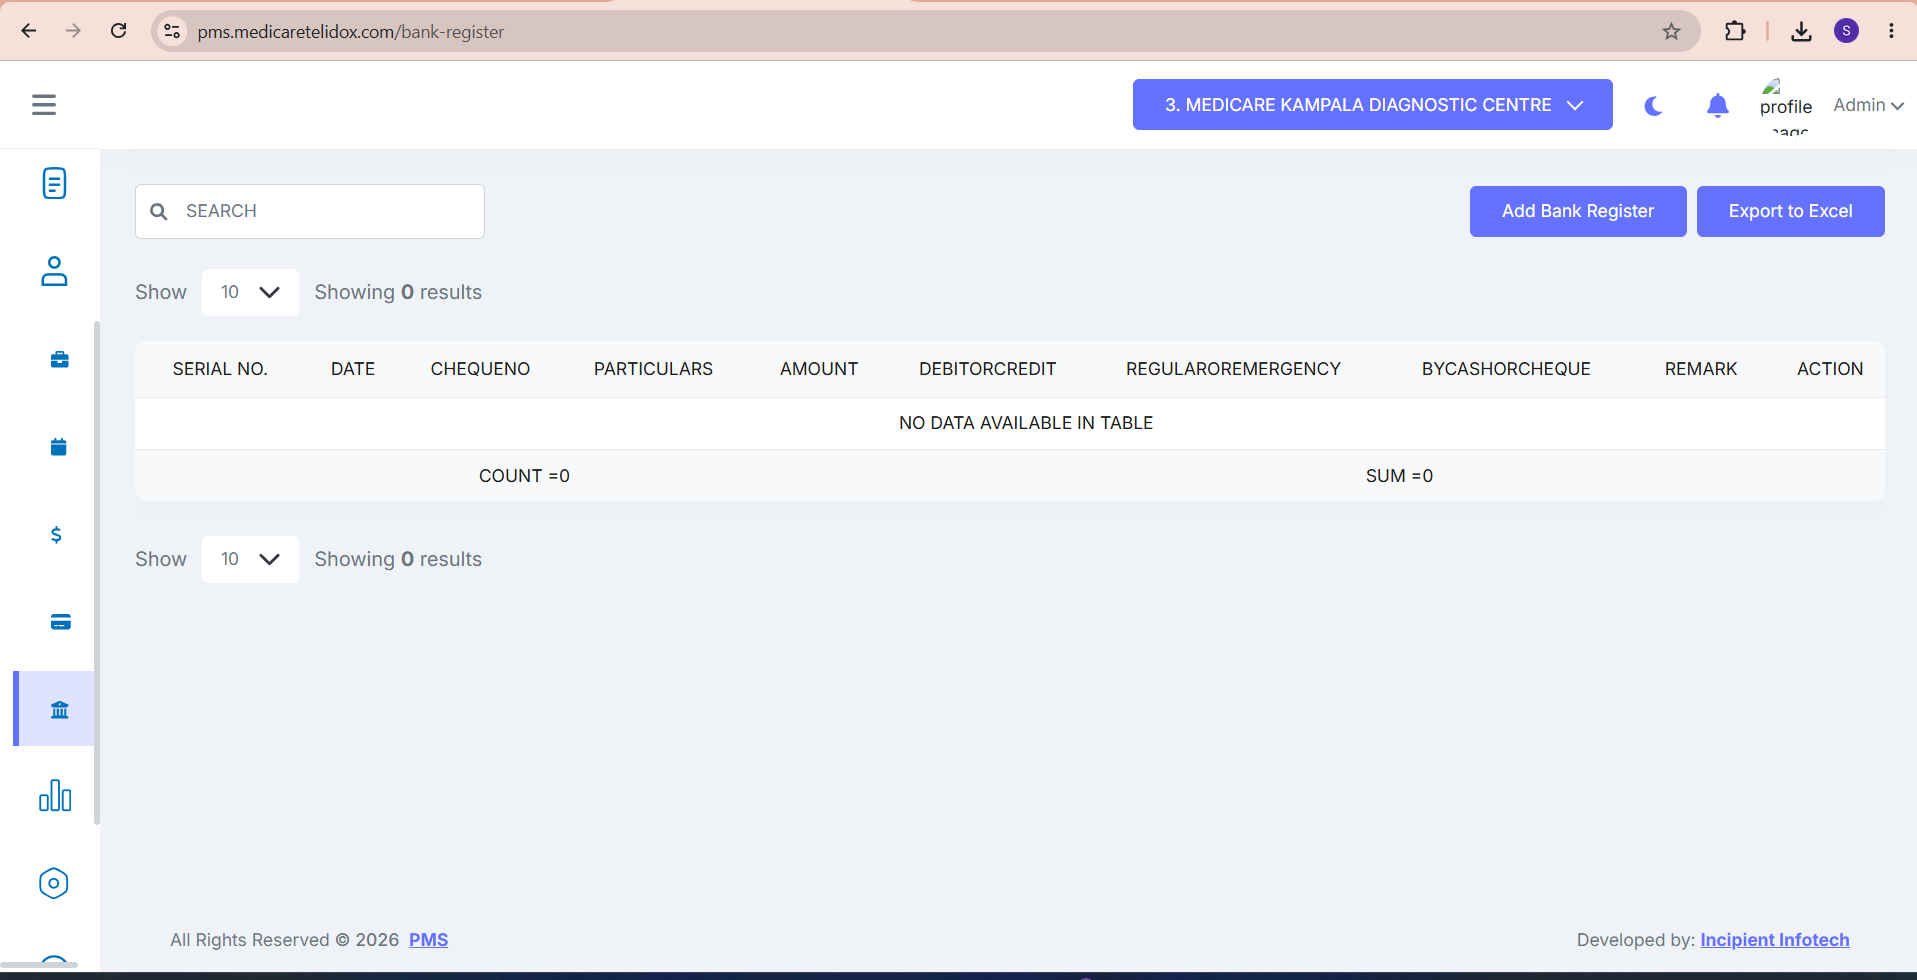 pms.medicaretelidox.com/bank-register
S
3. MEDICARE KAMPALA DIAGNOSTIC CENTRE
profile
Admin
SEARCH
Add Bank Register
Export to Excel
Show 10 Showing 0 results
SERIAL NO. DATE CHEQUENO PARTICULARS AMOUNT DEBITORCREDIT REGULAROREMERGENCY BYCASHORCHEQUE REMARK ACTION
NO DATA AVAILABLE IN TABLE
COUNT =0 SUM =0
Show 10 Showing 0 results
All Rights Reserved © 2026 PMS
Developed by: Incipient Infotech